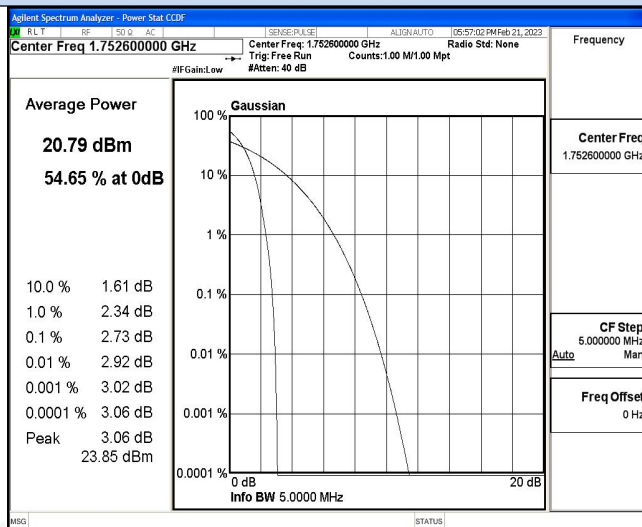 Agilent Spectrum Analyzer - Power Stat CCDF
LXI RLT RF 50 Ω AC SENSE:PULSE ALIGN AUTO 05:57:02 PM Feb 21, 2023
Center Freq 1.752600000 GHz
Center Freq: 1.752600000 GHz Radio Std: None
Trig: Free Run Counts:1.00 M/1.00 Mpt
#IFGain:Low #Atten: 40 dB
Frequency
Average Power
20.79 dBm
54.65 % at 0dB
10.0 % 1.61 dB
1.0 % 2.34 dB
0.1 % 2.73 dB
0.01 % 2.92 dB
0.001 % 3.02 dB
0.0001 % 3.06 dB
Peak 3.06 dB
23.85 dBm
Gaussian
100 %
10 %
1 %
0.1 %
0.01 %
0.001 %
0.0001 %
0 dB 20 dB
Info BW 5.0000 MHz
Center Freq
1.752600000 GHz
CF Step
5.000000 MHz
Auto Man
Freq Offset
0 Hz
MSG STATUS